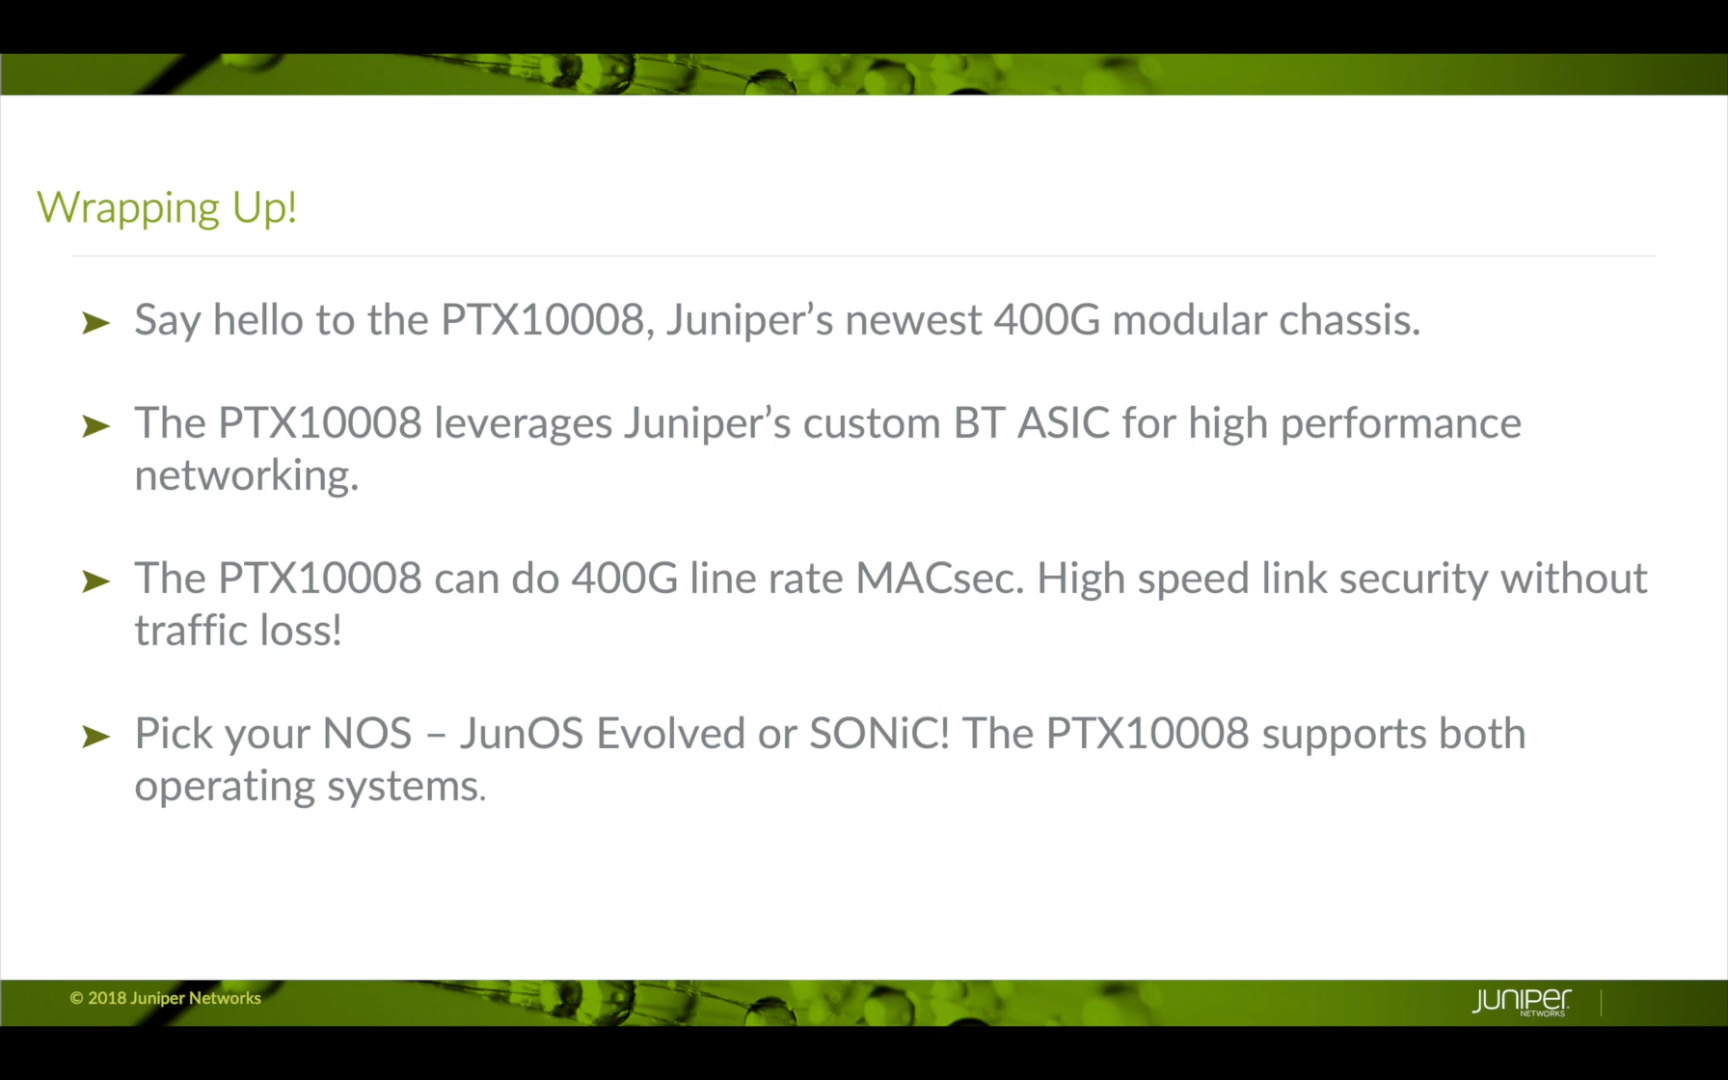 Wrapping Up!
➤ Say hello to the PTX10008, Juniper’s newest 400G modular chassis.
➤ The PTX10008 leverages Juniper’s custom BT ASIC for high performance
networking.
➤ The PTX10008 can do 400G line rate MACsec. High speed link security without
traffic loss!
➤ Pick your NOS – JunOS Evolved or SONiC! The PTX10008 supports both
operating systems.
© 2018 Juniper Networks
JUNIPER
NETWORKS